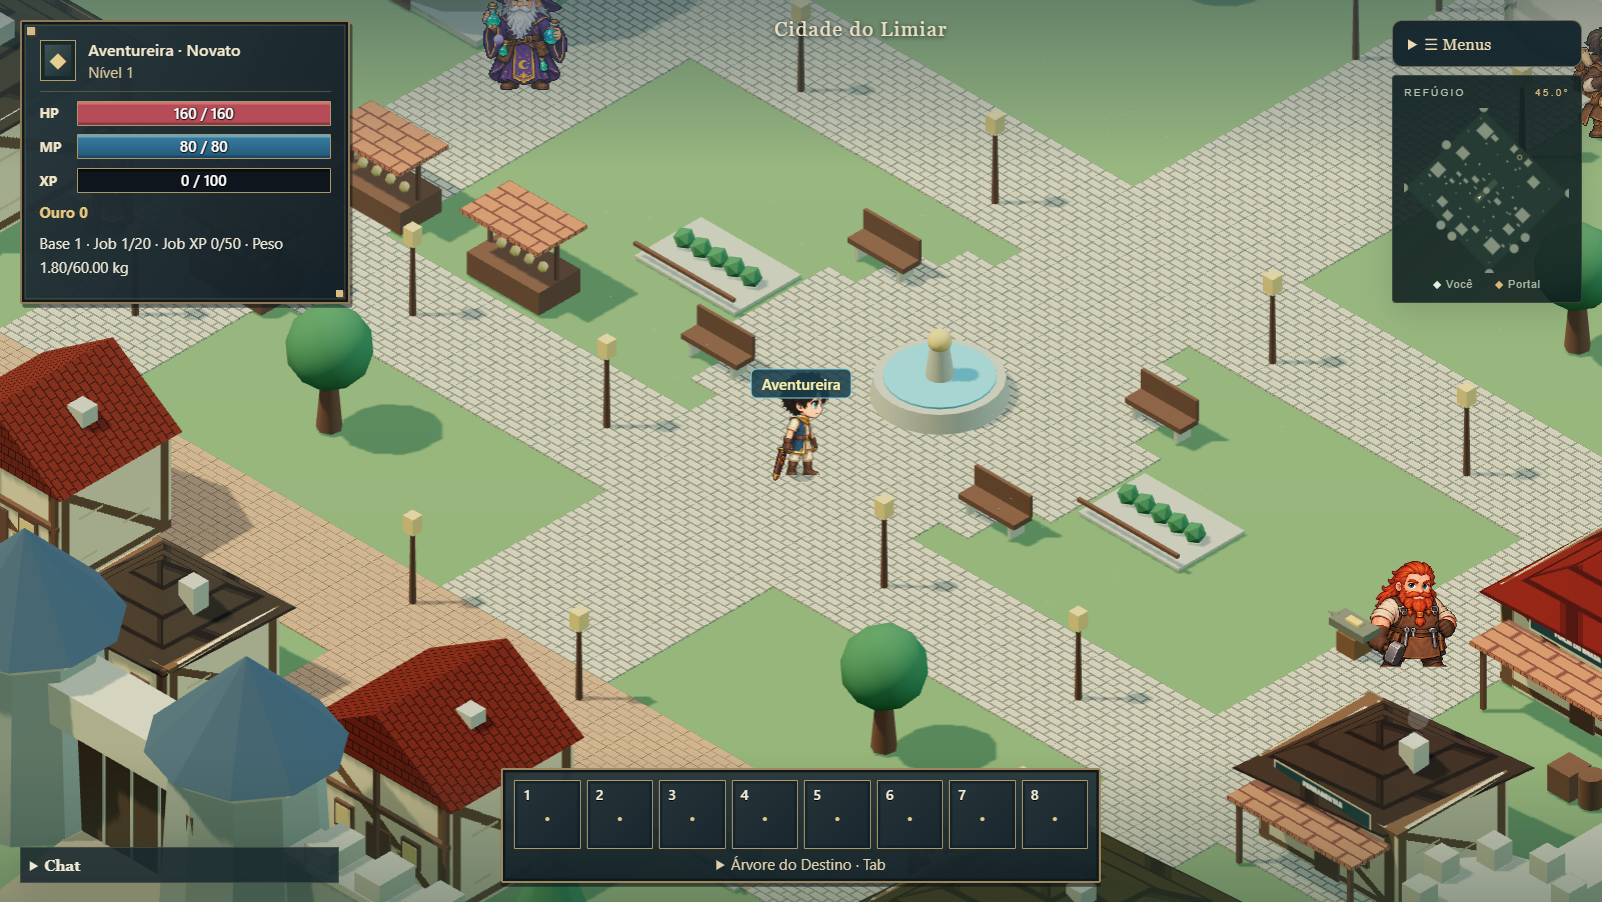 Cidade do Limiar
Aventureira · Novato
Nível 1
HP 160 / 160
MP 80 / 80
XP 0 / 100
Ouro 0
Base 1 · Job 1/20 · Job XP 0/50 · Peso
1.80/60.00 kg
▶ ☰ Menus
REFÚGIO 45.0°
◆ Você ◆ Portal
Aventureira
1 2 3 4 5 6 7 8
▶ Árvore do Destino · Tab
▶ Chat